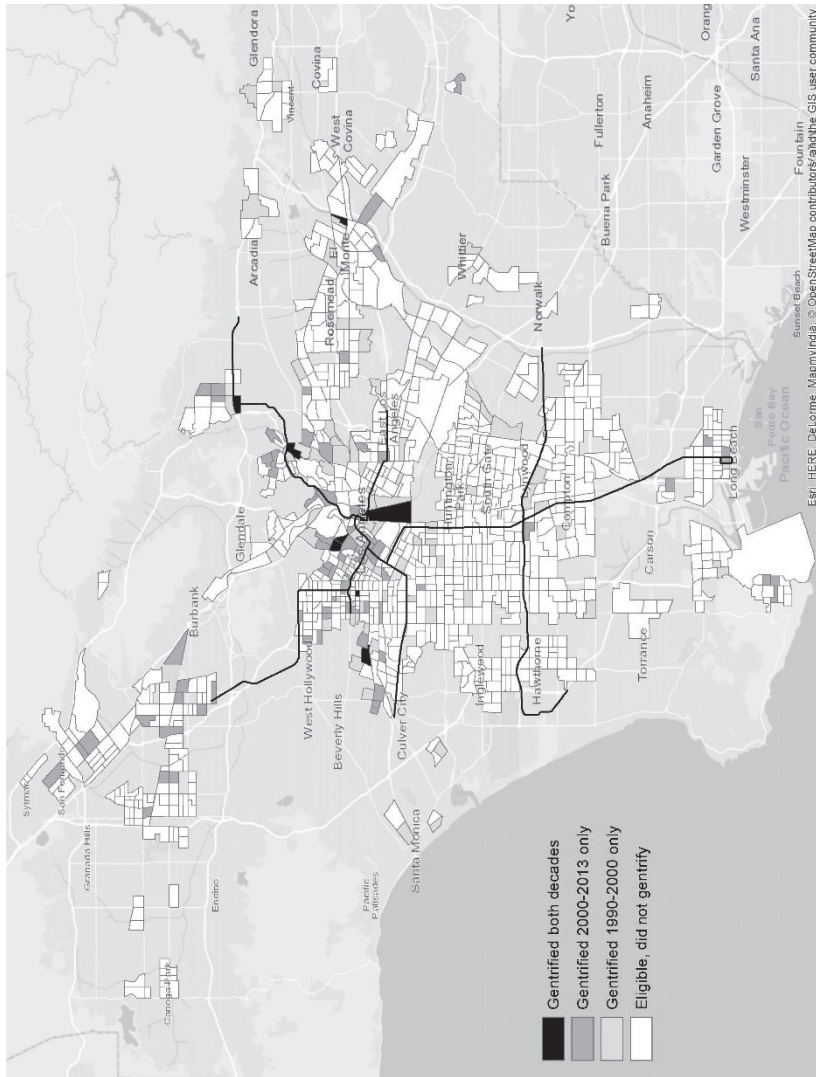 Sylmar
San Fernando
Granada Hills
Canoga Park
Encino
Burbank
Glendale
West Hollywood
Beverly Hills
Pacific
Palisades
Santa Monica
Culver City
Los Angeles
East Los
Angeles
Arcadia
Glendora
Vincent
Covina
West
Covina
El
Monte
Rosemead
Whittier
Huntington
Park
South Gate
Lynwood
Compton
Inglewood
Hawthorne
Torrance
Carson
Norwalk
Long Beach
San
Pedro Bay
Pacific Ocean
Sunset Beach
Buena Park
Fullerton
Anaheim
Garden Grove
Westminster
Santa Ana
Fountain
Orang
Yo
Gentrified both decades
Gentrified 2000-2013 only
Gentrified 1990-2000 only
Eligible, did not gentrify
Esri, HERE, DeLorme, MapmyIndia, © OpenStreetMap contributors, and the GIS user community